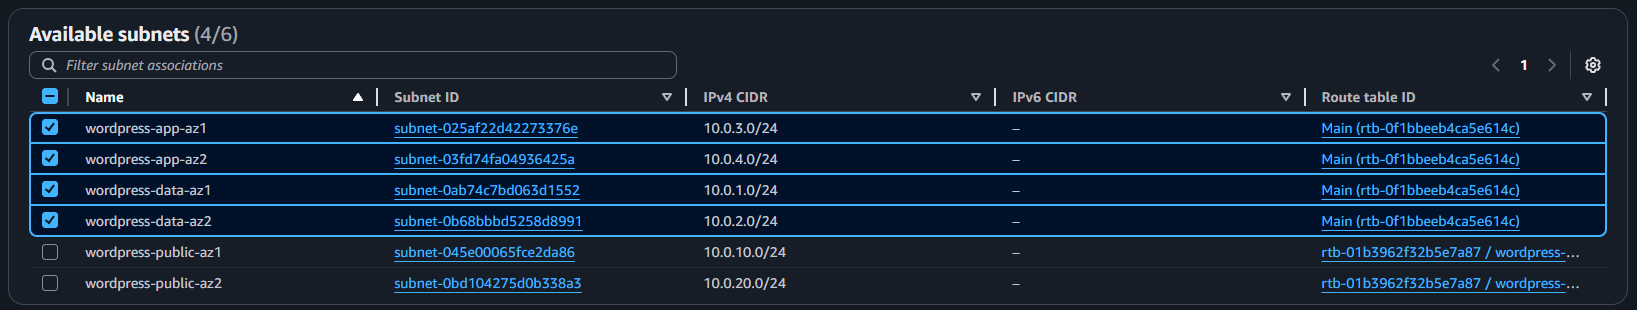 Available subnets (4/6)
Filter subnet associations
1
Name Subnet ID IPv4 CIDR IPv6 CIDR Route table ID
wordpress-app-az1 subnet-025af22d42273376e 10.0.3.0/24 – Main (rtb-0f1bbeeb4ca5e614c)
wordpress-app-az2 subnet-03fd74fa04936425a 10.0.4.0/24 – Main (rtb-0f1bbeeb4ca5e614c)
wordpress-data-az1 subnet-0ab74c7bd063d1552 10.0.1.0/24 – Main (rtb-0f1bbeeb4ca5e614c)
wordpress-data-az2 subnet-0b68bbbd5258d8991 10.0.2.0/24 – Main (rtb-0f1bbeeb4ca5e614c)
wordpress-public-az1 subnet-045e00065fce2da86 10.0.10.0/24 – rtb-01b3962f32b5e7a87 / wordpress-...
wordpress-public-az2 subnet-0bd104275d0b338a3 10.0.20.0/24 – rtb-01b3962f32b5e7a87 / wordpress-...